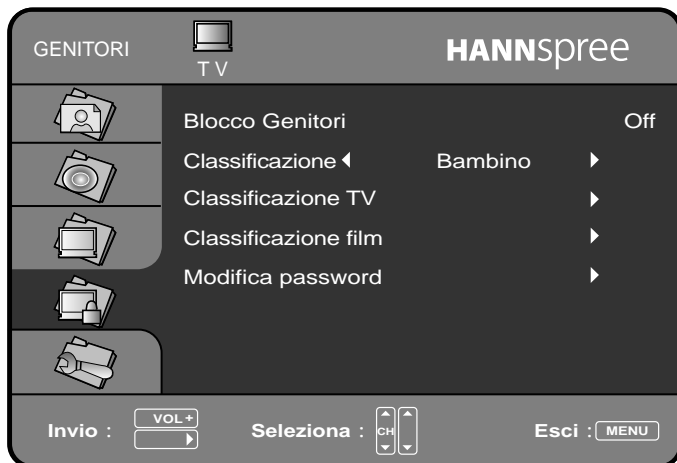 GENITORI
TV
HANNspree
Blocco Genitori Off
Classificazione Bambino
Classificazione TV
Classificazione film
Modifica password
Invio : VOL+ Seleziona : CH Esci : MENU